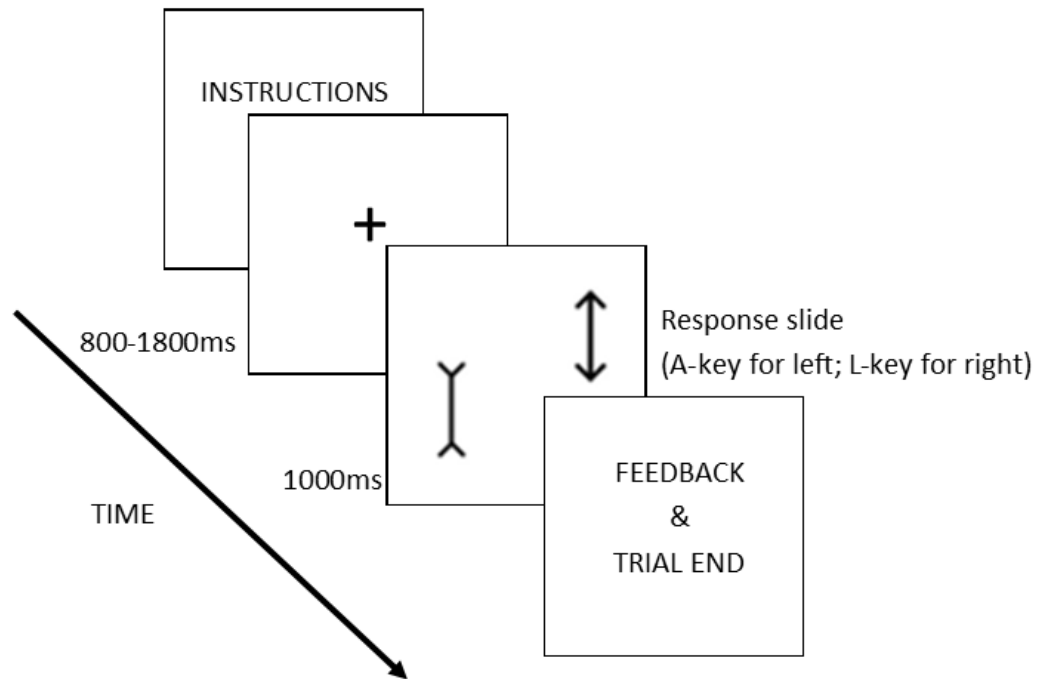 INSTRUCTIONS
+
800-1800ms
Response slide
(A-key for left; L-key for right)
1000ms
FEEDBACK
&
TRIAL END
TIME